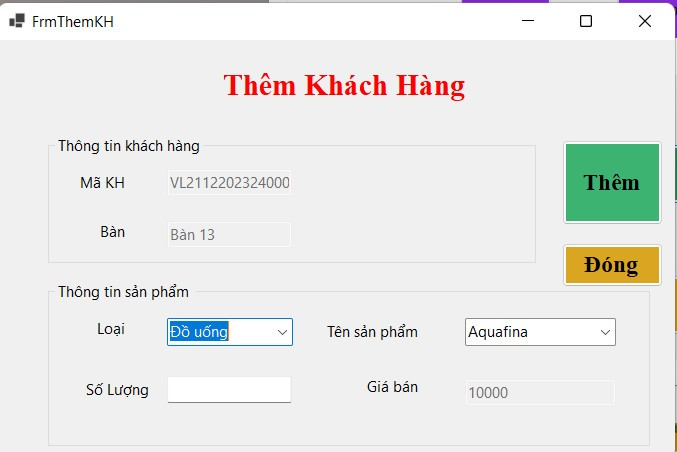 FrmThemKH
Thêm Khách Hàng
Thông tin khách hàng
Mã KH VL2112202324000
Bàn Bàn 13
Thêm
Đóng
Thông tin sản phẩm
Loại Đồ uống Tên sản phẩm Aquafina
Số Lượng Giá bán 10000